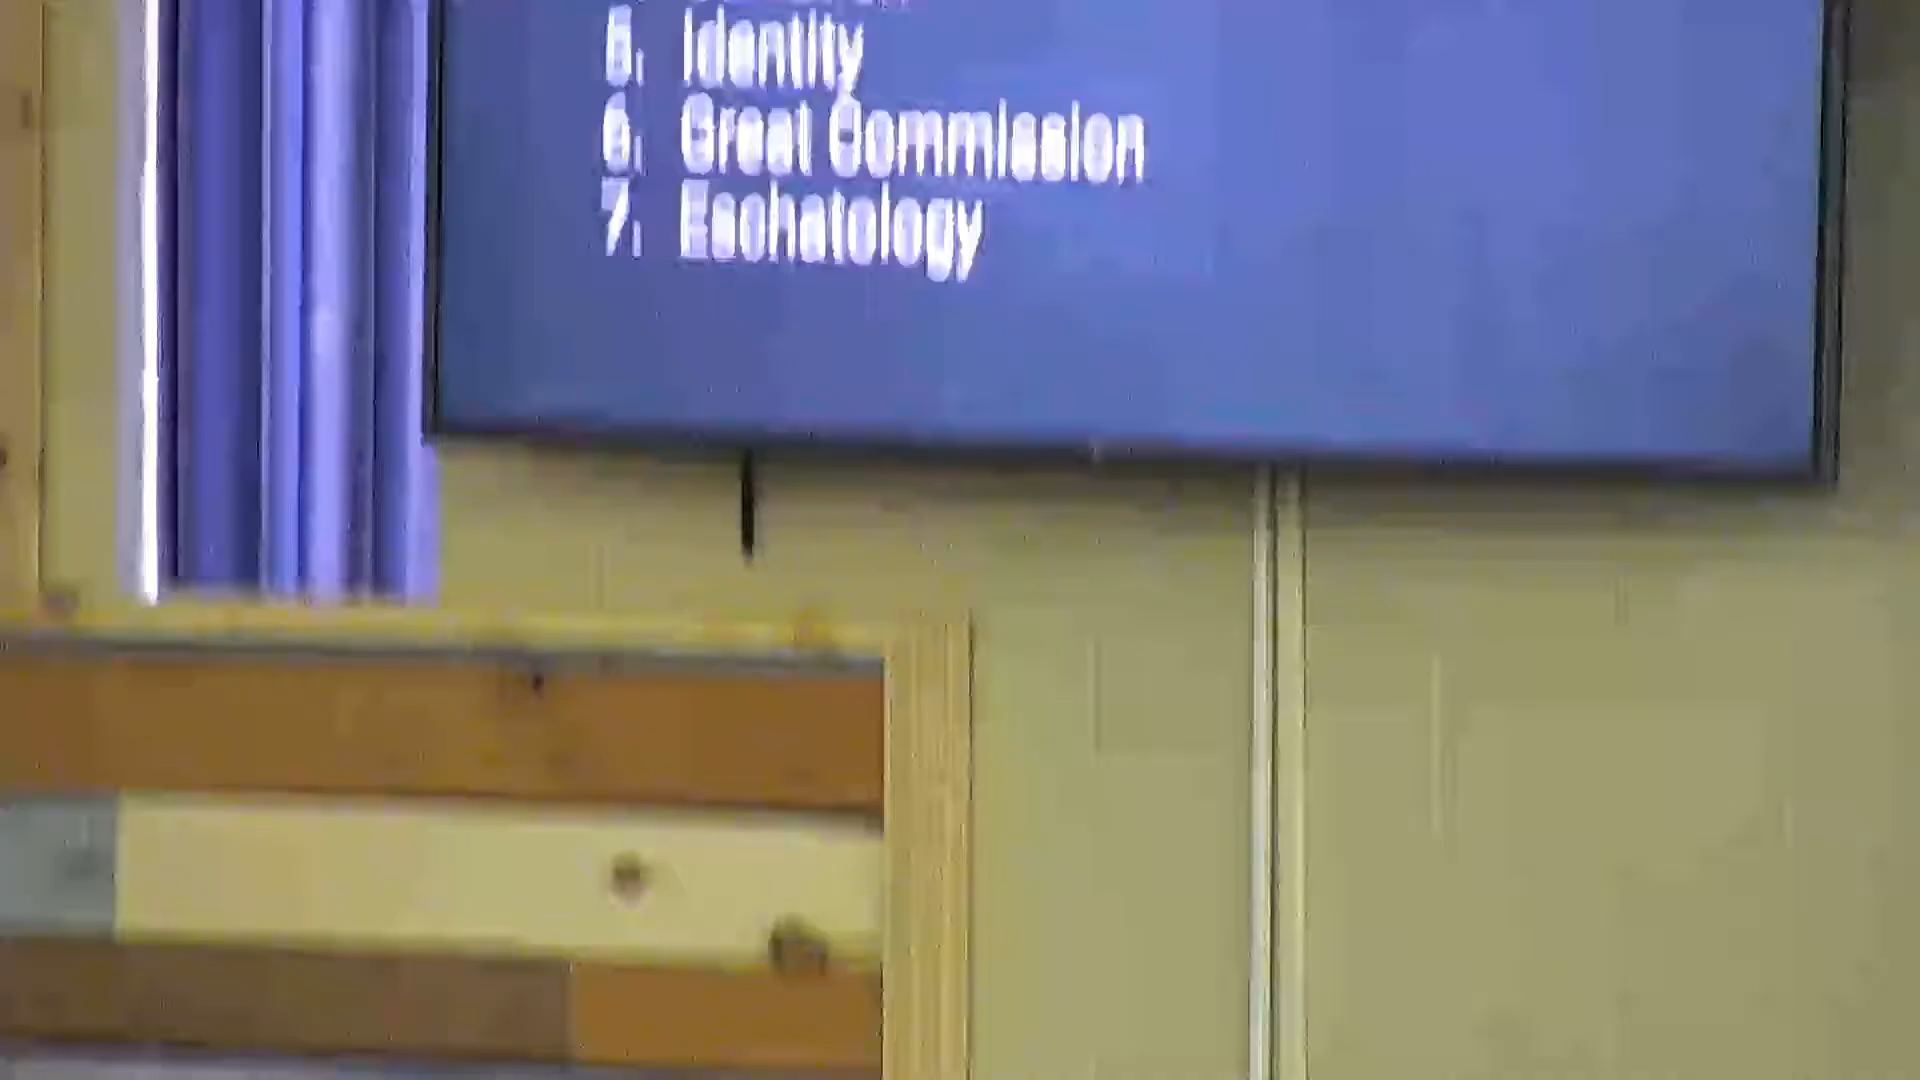 5. Identity
6. Great Commission
7. Eschatology